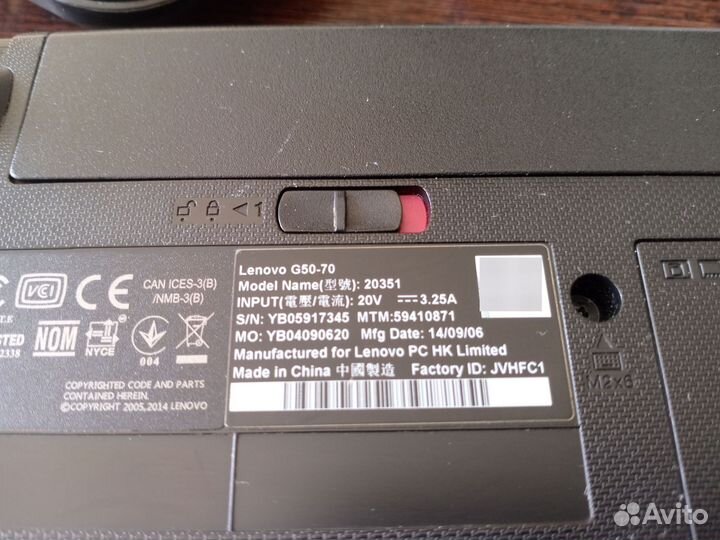 1
CAN ICES-3(B)
/NMB-3(B)
VCI
T.E
NOM
NYCE
004
2338
COPYRIGHTED CODE AND PARTS
CONTAINED HEREIN.
©COPYRIGHT 2005,2014 LENOVO
Lenovo G50-70
Model Name(型號): 20351
INPUT(電壓/電流): 20V ⎓ 3.25A
S/N: YB05917345 MTM:59410871
MO: YB04090620 Mfg Date: 14/09/06
Manufactured for Lenovo PC HK Limited
Made in China 中國製造 Factory ID: JVHFC1
M2x6
Avito